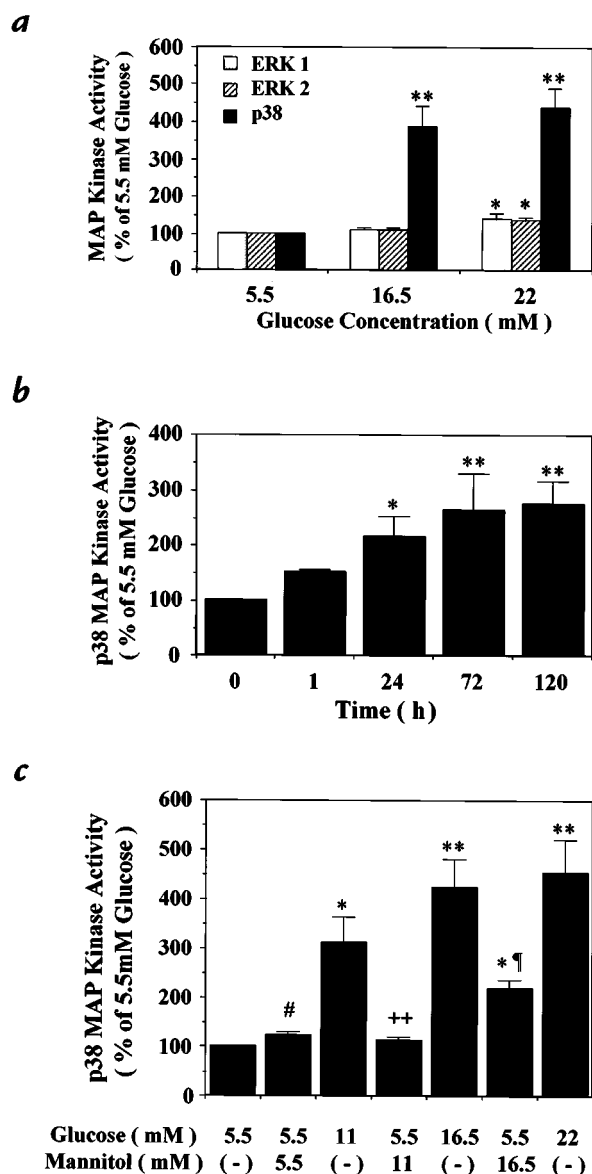 a
MAP Kinase Activity
( % of 5.5 mM Glucose )
600
500
400
300
200
100
0
ERK 1
ERK 2
p38
**
* *
**
5.5 16.5 22
Glucose Concentration ( mM )
b
p38 MAP Kinase Activity
( % of 5.5 mM Glucose )
400
300
200
100
0
*
**
**
0 1 24 72 120
Time ( h )
c
p38 MAP Kinase Activity
( % of 5.5mM Glucose )
600
500
400
300
200
100
0
#
*
++
**
* ¶
**
Glucose ( mM ) 5.5 5.5 11 5.5 16.5 5.5 22
Mannitol ( mM ) ( - ) 5.5 ( - ) 11 ( - ) 16.5 ( - )